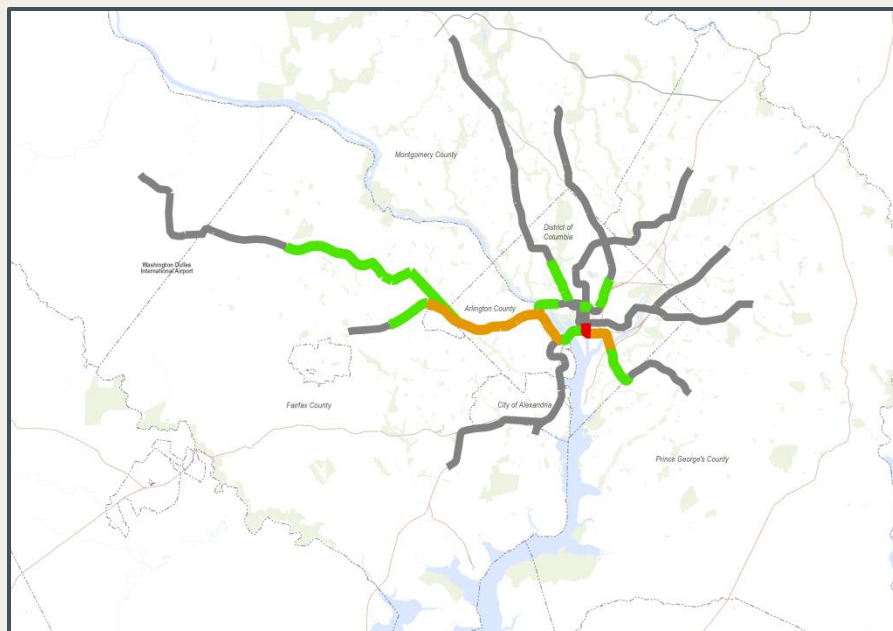 Montgomery County
District of
Columbia
Washington Dulles
International Airport
Arlington County
Fairfax County
City of Alexandria
Prince George's County